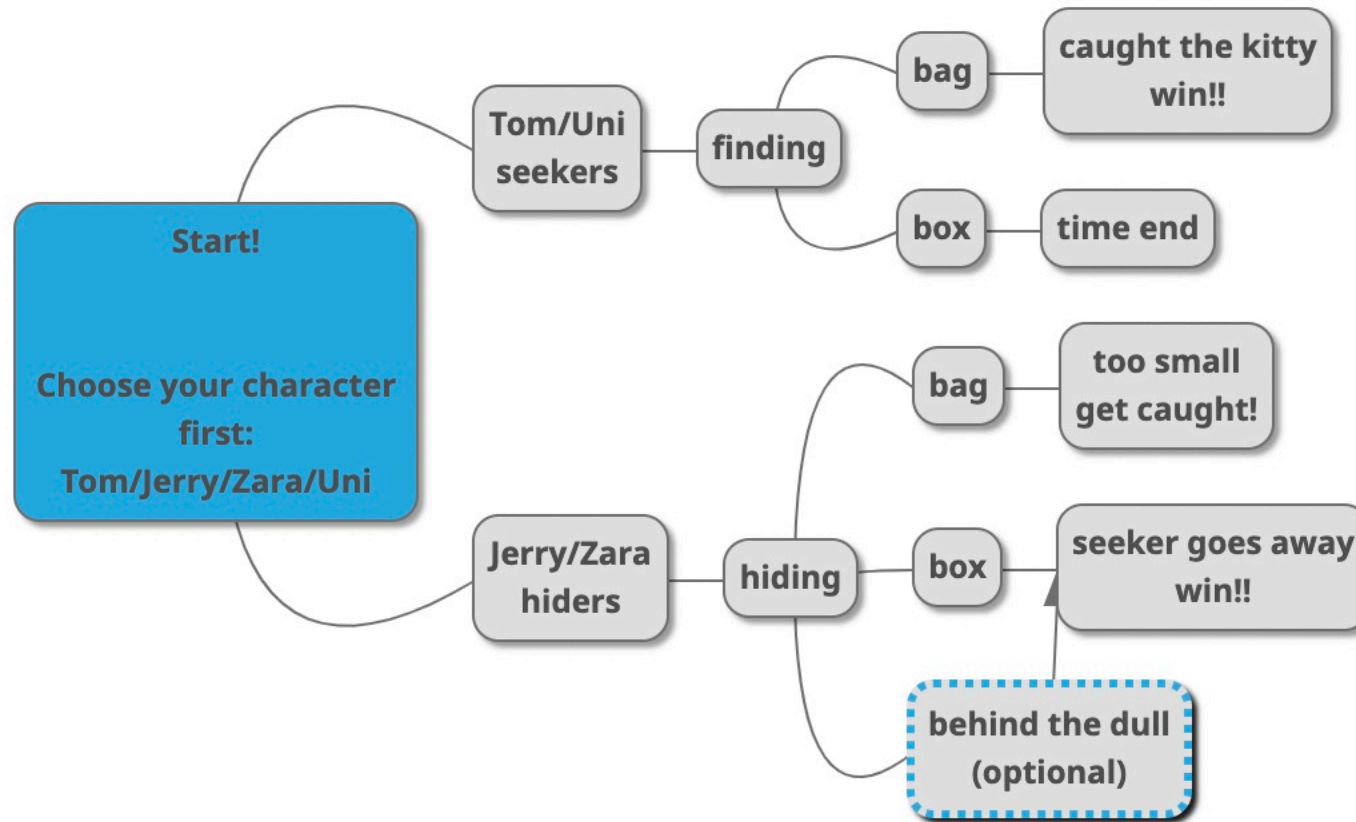 Start!
Choose your character
first:
Tom/Jerry/Zara/Uni
Tom/Uni
seekers
finding
bag
caught the kitty
win!!
box
time end
Jerry/Zara
hiders
hiding
bag
too small
get caught!
box
seeker goes away
win!!
behind the dull
(optional)